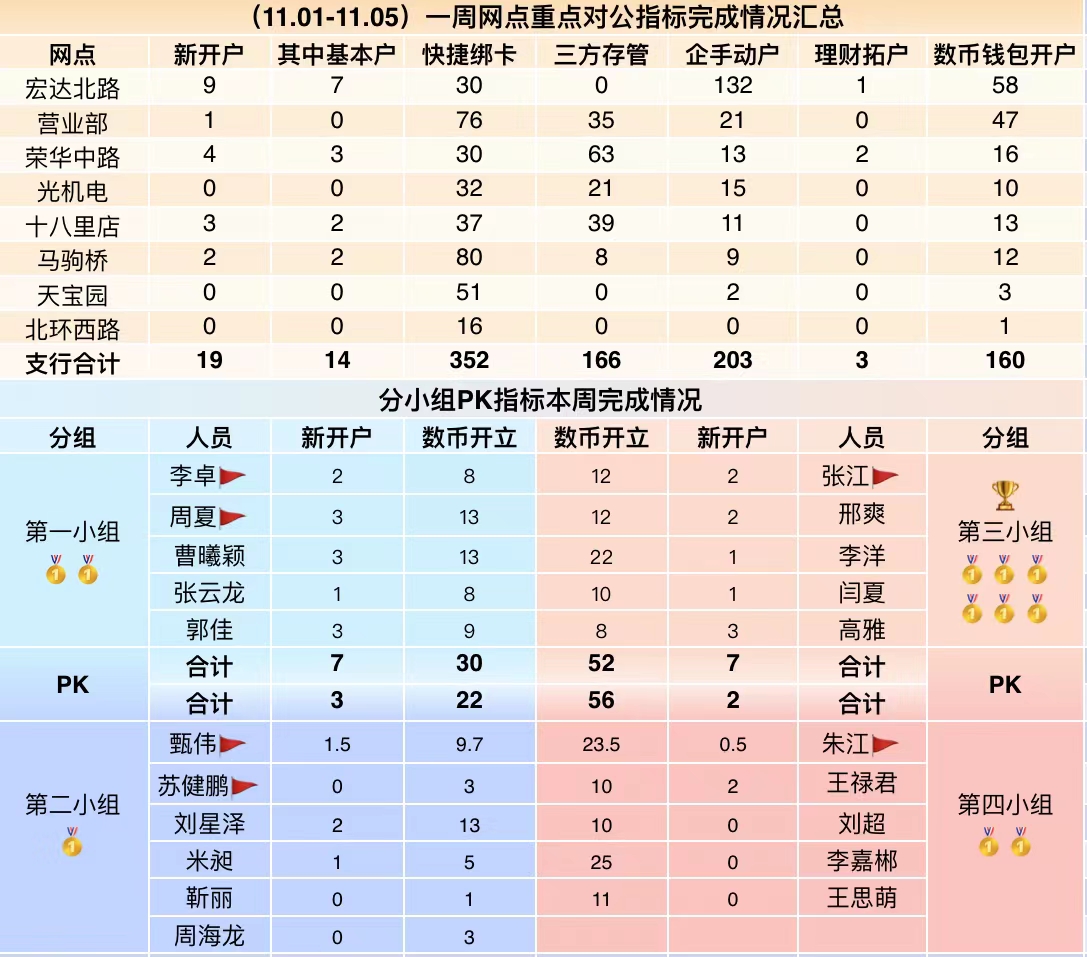 （11.01-11.05）一周网点重点对公指标完成情况汇总
网点 新开户 其中基本户 快捷绑卡 三方存管 企手动户 理财拓户 数币钱包开户
宏达北路 9 7 30 0 132 1 58
营业部 1 0 76 35 21 0 47
荣华中路 4 3 30 63 13 2 16
光机电 0 0 32 21 15 0 10
十八里店 3 2 37 39 11 0 13
马驹桥 2 2 80 8 9 0 12
天宝园 0 0 51 0 2 0 3
北环西路 0 0 16 0 0 0 1
支行合计 19 14 352 166 203 3 160
分小组PK指标本周完成情况
分组 人员 新开户 数币开立 数币开立 新开户 人员 分组
李卓 2 8 12 2 张江
周夏 3 13 12 2 邢爽
第一小组 第三小组
曹曦颖 3 13 22 1 李洋
张云龙 1 8 10 1 闫夏
郭佳 3 9 8 3 高雅
合计 7 30 52 7 合计
PK PK
合计 3 22 56 2 合计
甄伟 1.5 9.7 23.5 0.5 朱江
苏健鹏 0 3 10 2 王禄君
第二小组 第四小组
刘星泽 2 13 10 0 刘超
米昶 1 5 25 0 李嘉郴
靳丽 0 1 11 0 王思萌
周海龙 0 3